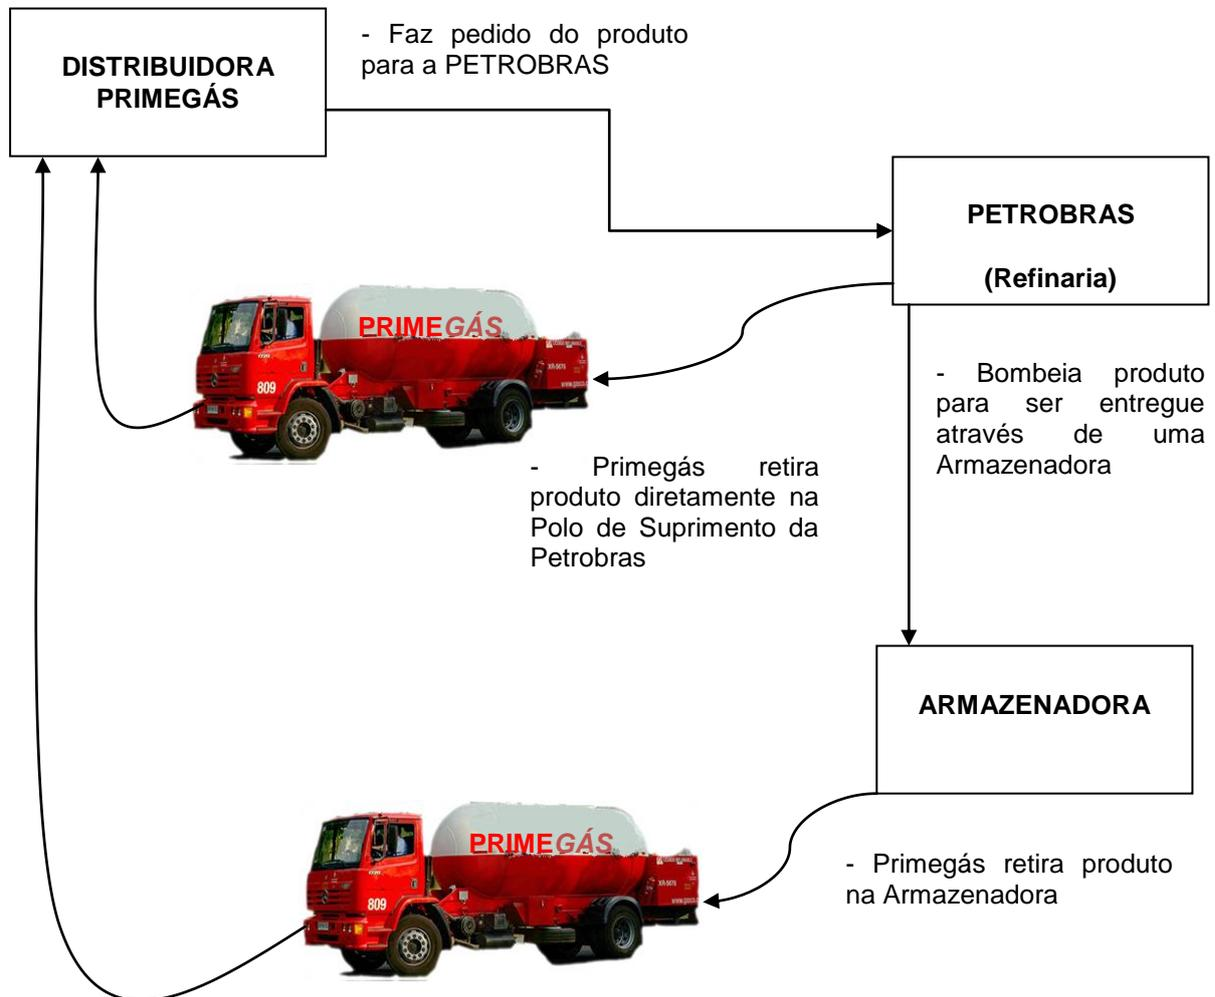 DISTRIBUIDORA
PRIMEGÁS
- Faz pedido do produto
para a PETROBRAS
PETROBRAS
(Refinaria)
PRIMEGÁS
809
- Bombeia produto
para ser entregue
através de uma
Armazenadora
- Primegás retira
produto diretamente na
Polo de Suprimento da
Petrobras
ARMAZENADORA
PRIMEGÁS
809
- Primegás retira produto
na Armazenadora